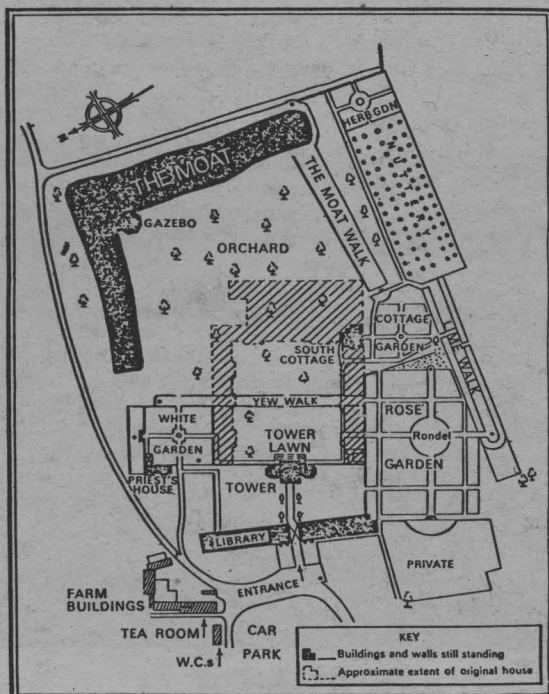 N
THE MOAT
GAZEBO
ORCHARD
THE MOAT WALK
HERB GDN
NUTTERY
COTTAGE
GARDEN
SOUTH
COTTAGE
LIME WALK
YEW WALK
WHITE
GARDEN
PRIEST'S
HOUSE
TOWER
LAWN
TOWER
ROSE
Rondel
GARDEN
LIBRARY
PRIVATE
ENTRANCE
FARM
BUILDINGS
TEA ROOM
W.C.s
CAR
PARK
KEY
Buildings and walls still standing
Approximate extent of original house